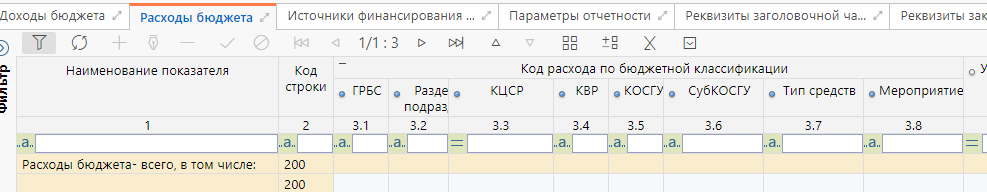 Доходы бюджета Расходы бюджета Источники финансирования ... Параметры отчетности Реквизиты заголовочной ча... Реквизиты зак
1/1 : 3
Фильтр
Наименование показателя Код строки Код расхода по бюджетной классификации У
ГРБС Разде подразд КЦСР КВР КОСГУ СубКОСГУ Тип средств Мероприятие
1 2 3.1 3.2 3.3 3.4 3.5 3.6 3.7 3.8
..а. ..а. ..а. ..а. = ..а. ..а. ..а. ..а. ..а. =
Расходы бюджета- всего, в том числе: 200
200